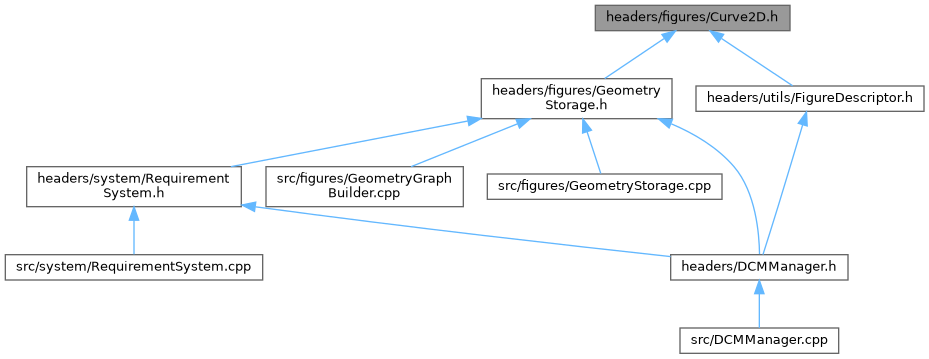 headers/figures/Curve2D.h
headers/figures/Geometry
Storage.h
headers/utils/FigureDescriptor.h
headers/system/Requirement
System.h
src/figures/GeometryGraph
Builder.cpp
src/figures/GeometryStorage.cpp
src/system/RequirementSystem.cpp
headers/DCMManager.h
src/DCMManager.cpp